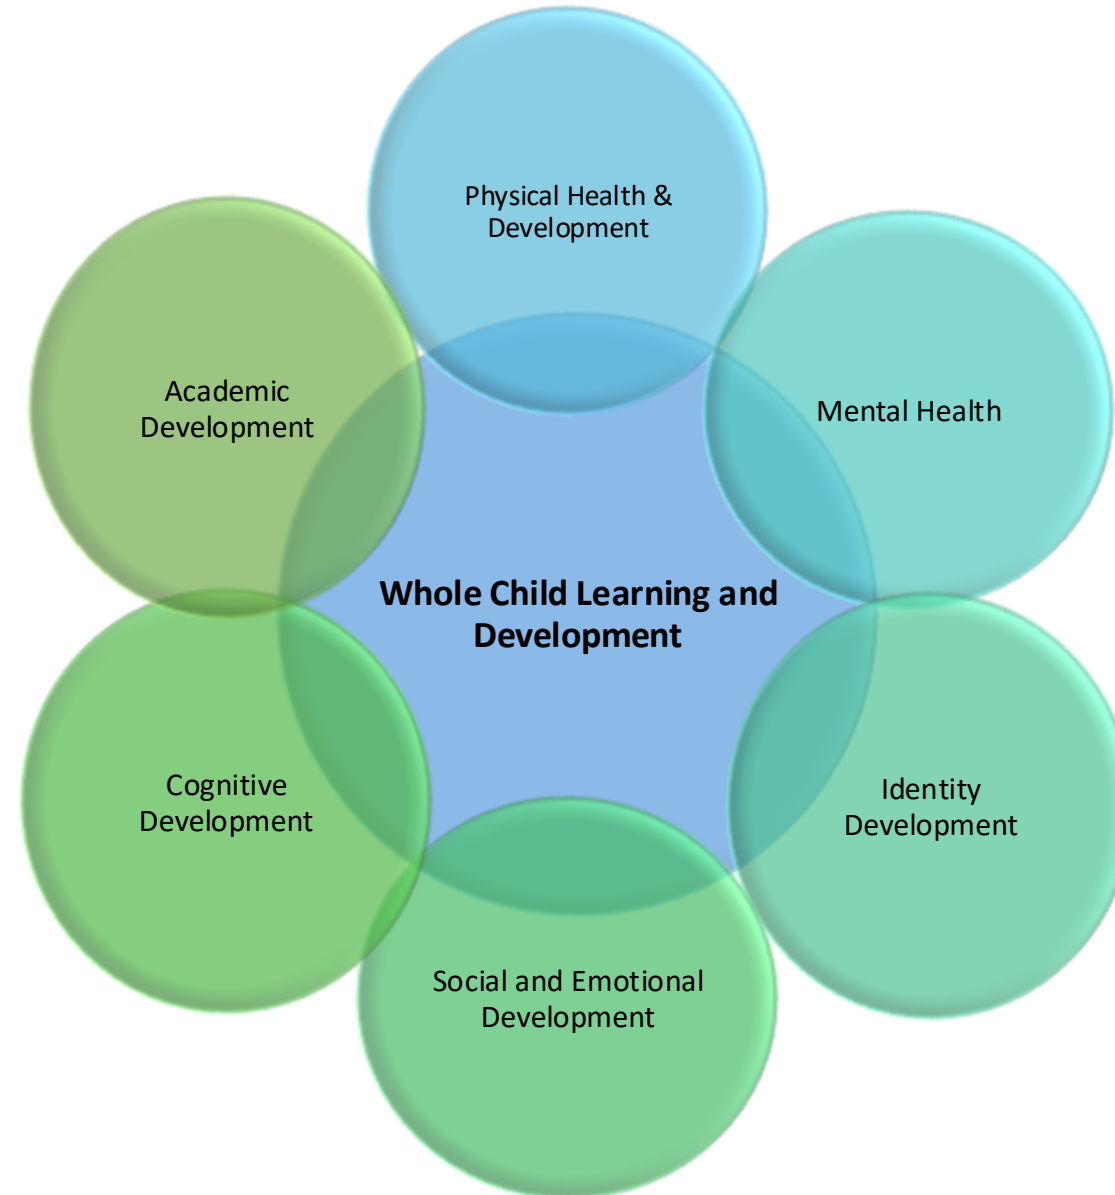 Physical Health &
Development
Academic
Development
Mental Health
Whole Child Learning and
Development
Cognitive
Development
Identity
Development
Social and Emotional
Development